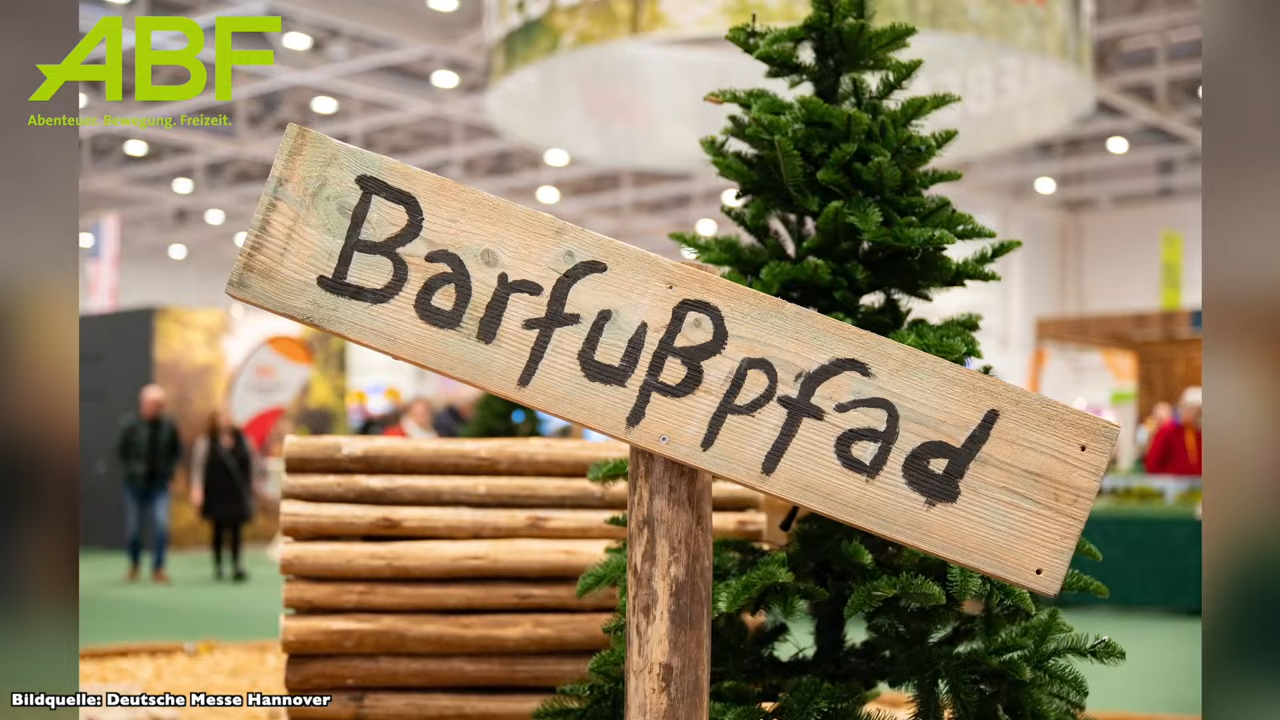 ABF
Abenteuer. Bewegung. Freizeit.
Barfußpfad
Bildquelle: Deutsche Messe Hannover